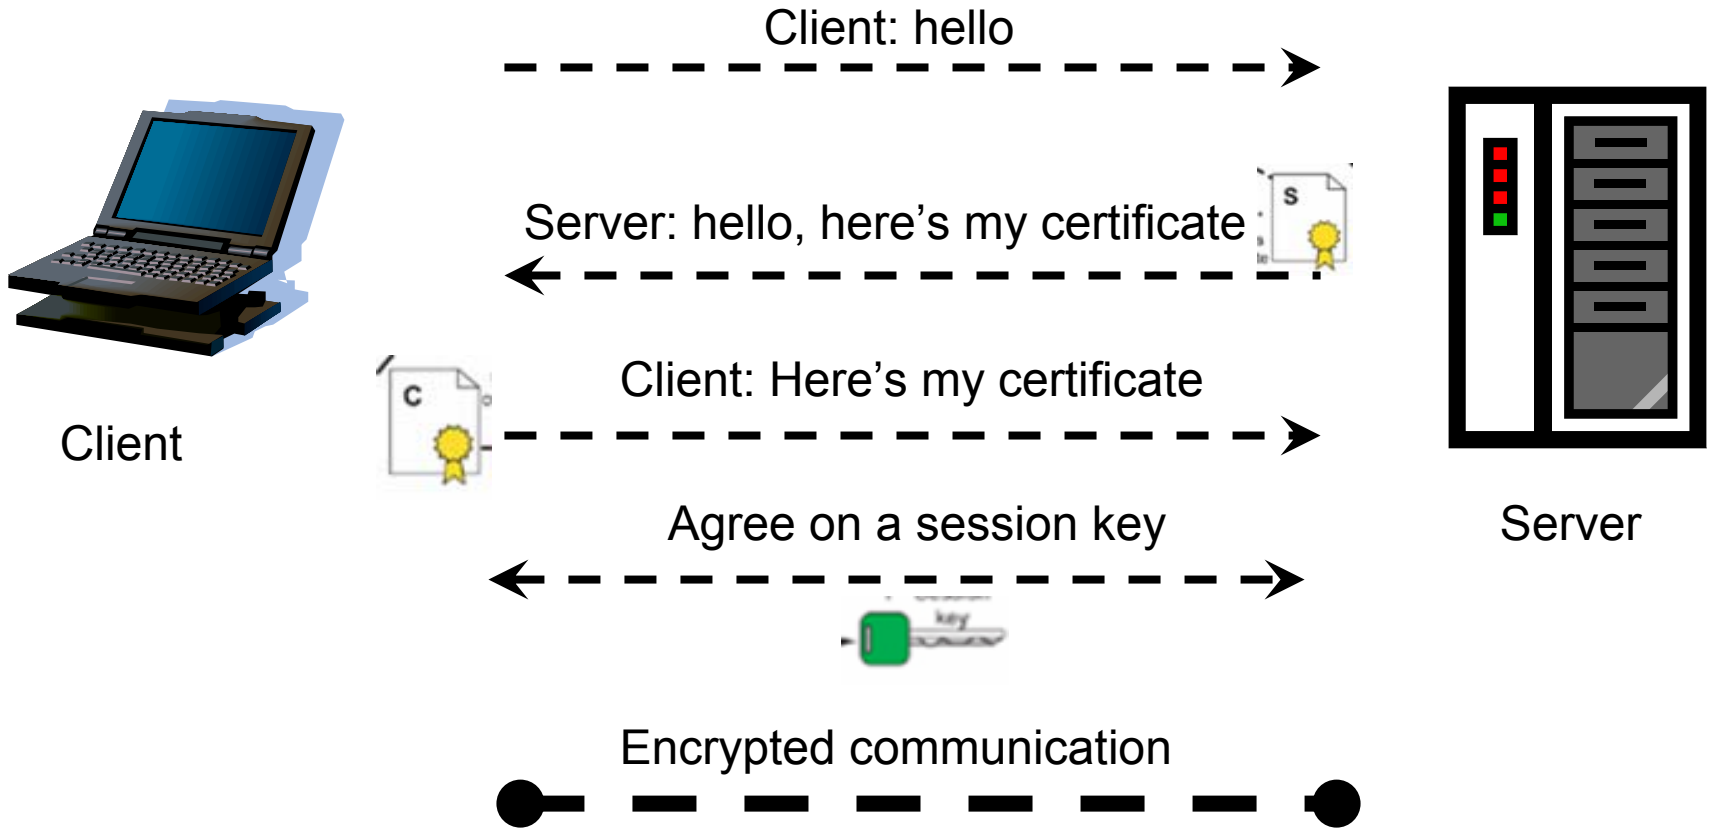 Client: hello
S
Server: hello, here’s my certificate
Client: Here’s my certificate
C
Client
Agree on a session key
Server
key
Encrypted communication